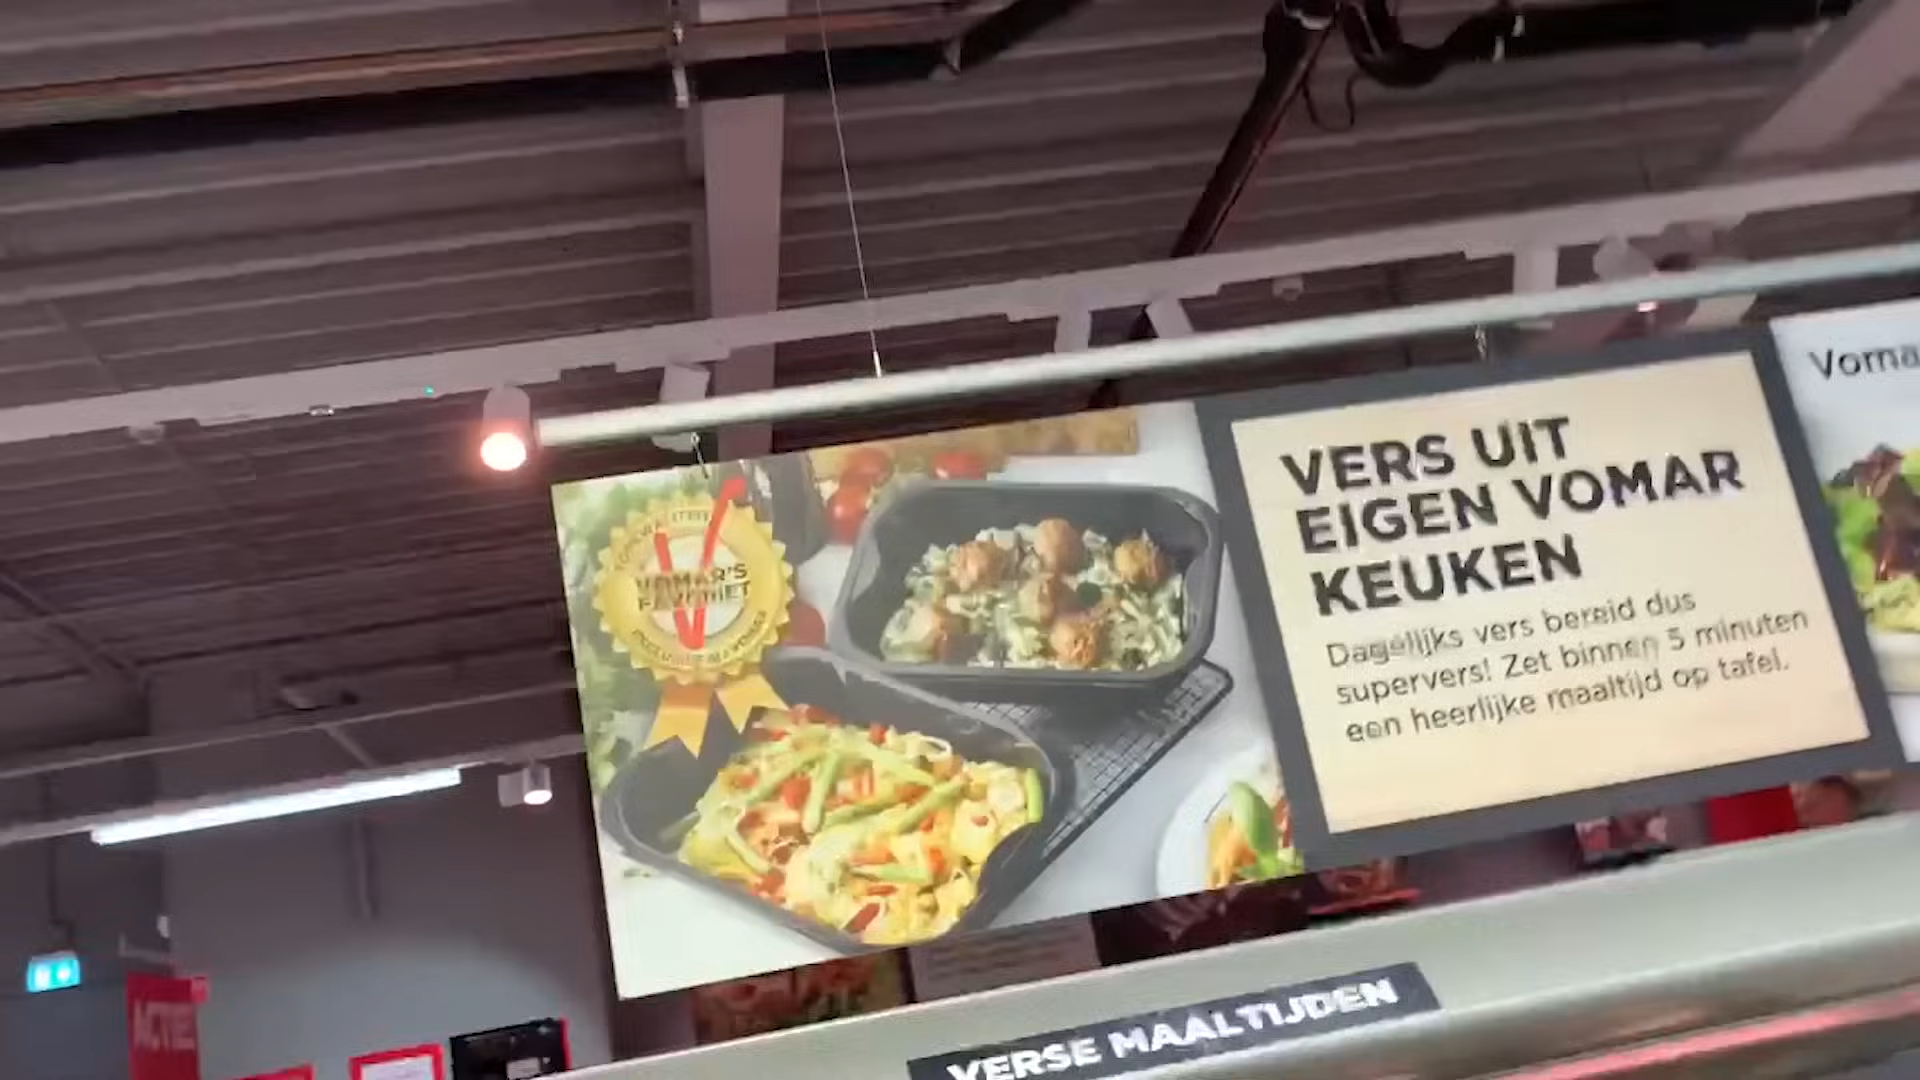 VOMAR'S
FAVORIET
VERS UIT
EIGEN VOMAR
KEUKEN
Dagelijks vers bereid dus
supervers! Zet binnen 5 minuten
een heerlijke maaltijd op tafel.
Vomar
VERSE MAALTIJDEN
ACTIE